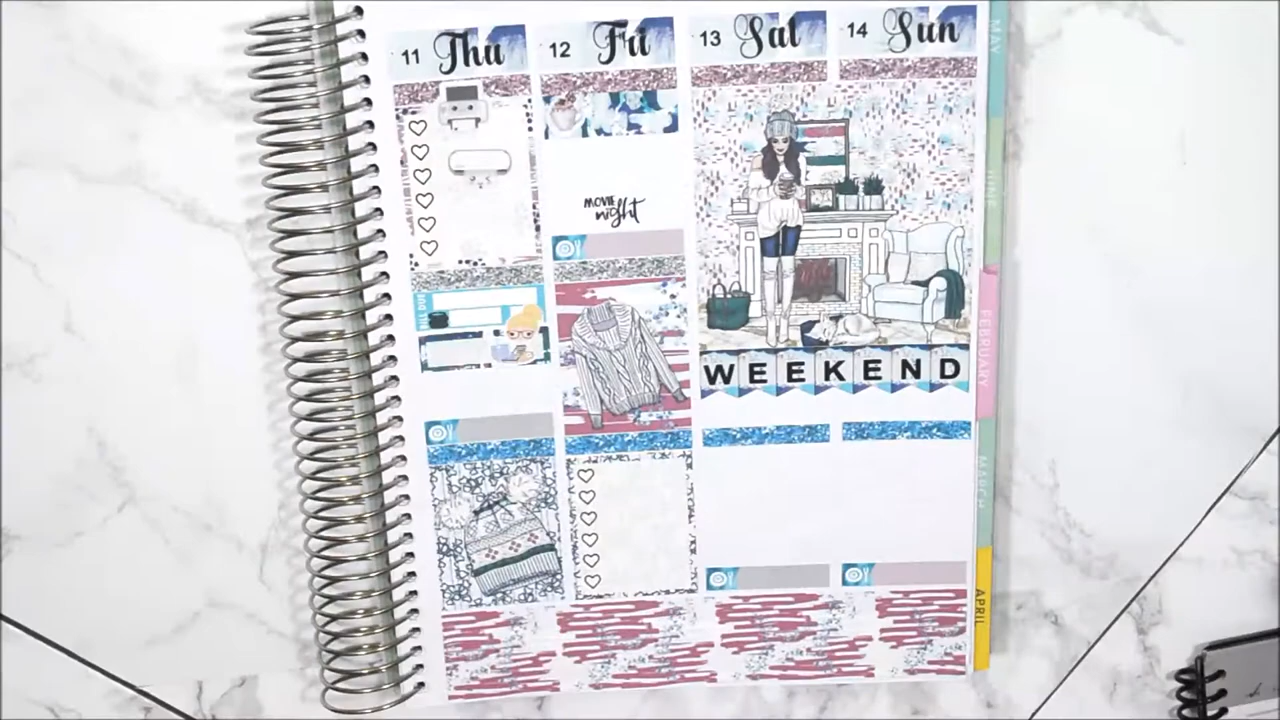 11 Thu
12 Fri
13 Sat
14 Sun
MOVIE
night
WEEKEND
MAY
JUNE
FEBRUARY
MARCH
APRIL